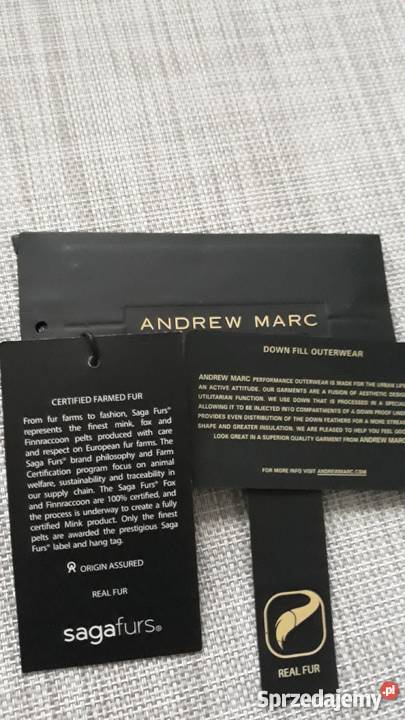 ANDREW MARC
CERTIFIED FARMED FUR
From fur farms to fashion, Saga Furs®
represents the finest mink, fox and
Finnraccoon pelts produced with care
and respect on European fur farms. The
Saga Furs® brand philosophy and Farm
Certification program focus on animal
welfare, sustainability and traceability in
our supply chain. The Saga Furs® Fox
and Finnraccoon are 100% certified, and
the process is underway to create a fully
certified Mink product. Only the finest
pelts are awarded the prestigious Saga
Furs® label and hang tag.
ORIGIN ASSURED
REAL FUR
sagafurs®
DOWN FILL OUTERWEAR
ANDREW MARC PERFORMANCE OUTERWEAR IS MADE FOR THE URBAN
AN ACTIVE ATTITUDE. OUR GARMENTS ARE A FUSION OF AESTHETIC
UTILITARIAN FUNCTION. WE USE DOWN THAT IS PROCESSED IN A
ALLOWING IT TO BE INJECTED INTO COMPARTMENTS OF A DOWN PROOF
PROVIDES EVEN DISTRIBUTION OF THE DOWN FEATHERS FOR A MORE
SHAPE AND GREATER INSULATION. WE ARE PLEASED TO HELP YOU FEEL
LOOK GREAT IN A SUPERIOR QUALITY GARMENT FROM ANDREW MARC
FOR MORE INFO VISIT ANDREWMARC.COM
REAL FUR
Sprzedajemy.pl